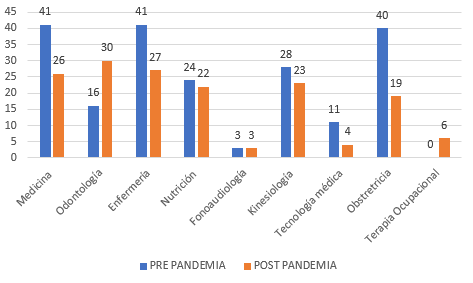 45
40
35
30
25
20
15
10
5
0
41
26
16
30
41
27
24
22
3
3
28
23
11
4
40
19
0
6
Medicina
Odontología
Enfermería
Nutrición
Fonoaudiología
Kinesiología
Tecnología médica
Obstretricia
Terapia Ocupacional
PRE PANDEMIA
POST PANDEMIA